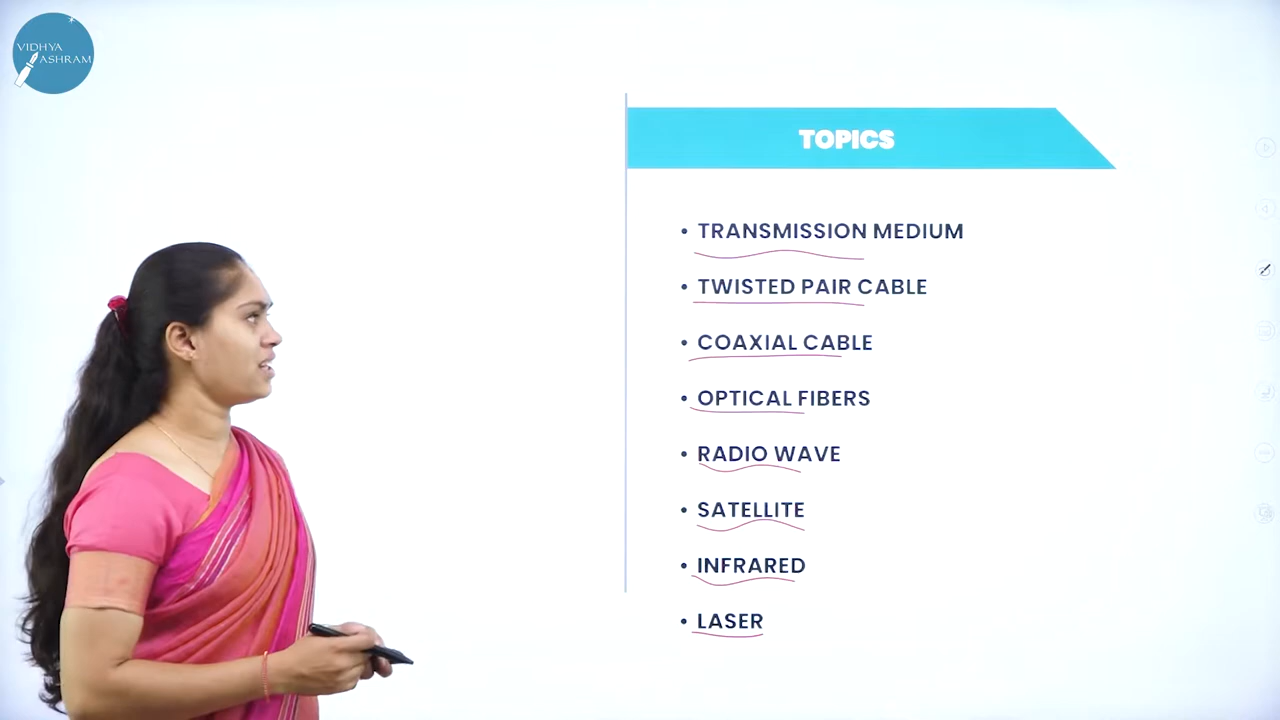 VIDHYA
ASHRAM
TOPICS
• TRANSMISSION MEDIUM
• TWISTED PAIR CABLE
• COAXIAL CABLE
• OPTICAL FIBERS
• RADIO WAVE
• SATELLITE
• INFRARED
• LASER